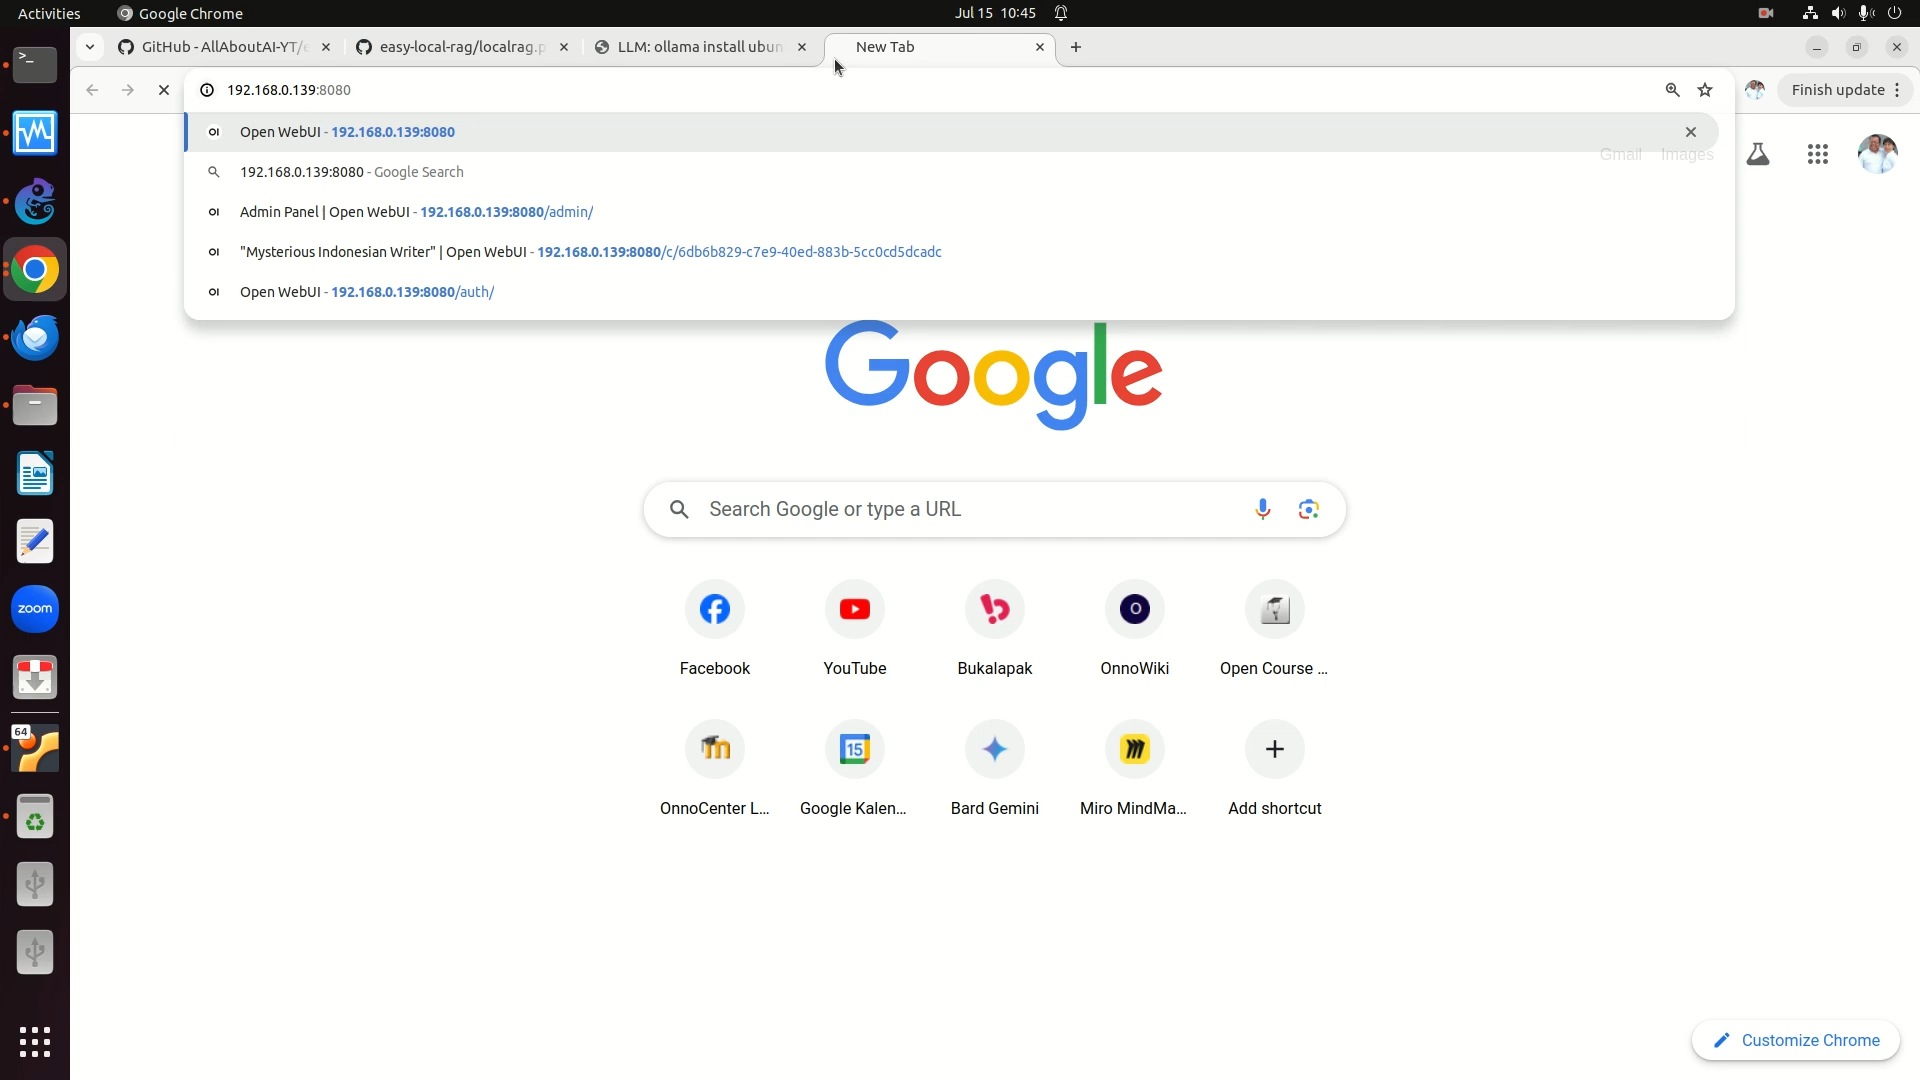 Activities
Google Chrome
Jul 15 10:45
GitHub - AllAboutAI-YT/e
easy-local-rag/localrag.p
LLM: ollama install ubun
New Tab
192.168.0.139:8080
Finish update
Open WebUI - 192.168.0.139:8080
192.168.0.139:8080 - Google Search
Admin Panel | Open WebUI - 192.168.0.139:8080/admin/
"Mysterious Indonesian Writer" | Open WebUI - 192.168.0.139:8080/c/6db6b829-c7e9-40ed-883b-5cc0cd5dcadc
Open WebUI - 192.168.0.139:8080/auth/
Gmail
Images
Google
Search Google or type a URL
Facebook
YouTube
Bukalapak
O
OnnoWiki
Open Course ...
OnnoCenter L...
15
Google Kalen...
Bard Gemini
Miro MindMa...
Add shortcut
zoom
64
Customize Chrome